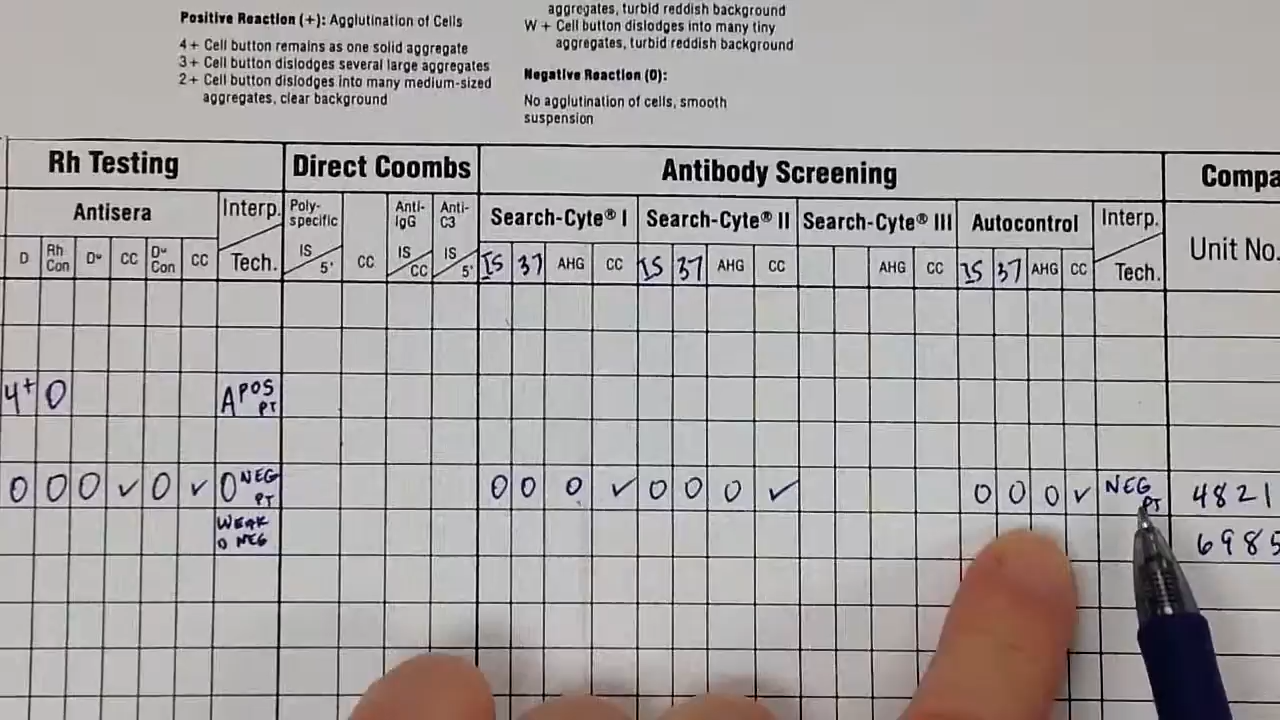 Positive Reaction (+): Agglutination of Cells
4+ Cell button remains as one solid aggregate
3+ Cell button dislodges several large aggregates
2+ Cell button dislodges into many medium-sized
aggregates, clear background
aggregates, turbid reddish background
W + Cell button dislodges into many tiny
aggregates, turbid reddish background
Negative Reaction (0):
No agglutination of cells, smooth
suspension
Rh Testing Direct Coombs Antibody Screening Compa
Antisera Interp. Tech. Poly-specific IS 5' CC Anti-IgG IS CC Anti-C3 IS 5' Search-Cyte® I Search-Cyte® II Search-Cyte® III Autocontrol Interp. Tech. Unit No.
D Rh Con Dᵘ CC Dᵘ Con CC IS 37 AHG CC IS 37 AHG CC AHG CC IS 37 AHG CC
4+ 0 A POS PT
0 0 0 ✓ 0 ✓ O NEG PT 0 0 0 ✓ 0 0 0 ✓ 0 0 0 ✓ NEG PT 4821
WEAK D NEG 6985